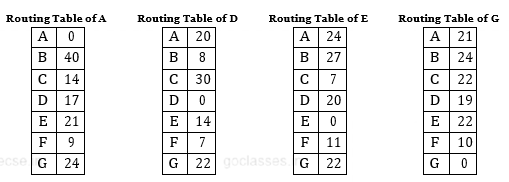 Routing Table of A Routing Table of D Routing Table of E Routing Table of G
A 0 A 20 A 24 A 21
B 40 B 8 B 27 B 24
C 14 C 30 C 7 C 22
D 17 D 0 D 20 D 19
E 21 E 14 E 0 E 22
F 9 F 7 F 11 F 10
G 24 G 22 G 22 G 0
goclasses